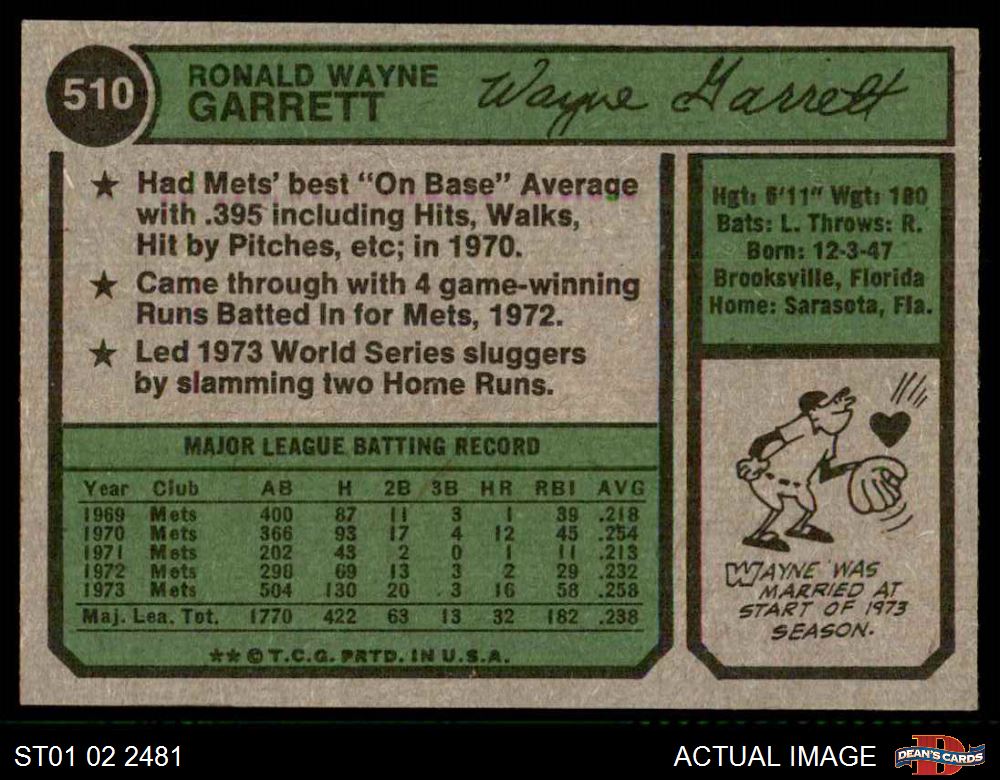 510
RONALD WAYNE
GARRETT
Wayne Garrett
★ Had Mets' best "On Base" Average
with .395 including Hits, Walks,
Hit by Pitches, etc; in 1970.
★ Came through with 4 game-winning
Runs Batted In for Mets, 1972.
★ Led 1973 World Series sluggers
by slamming two Home Runs.
Hgt: 5'11" Wgt: 180
Bats: L. Throws: R.
Born: 12-3-47
Brooksville, Florida
Home: Sarasota, Fla.
MAJOR LEAGUE BATTING RECORD
Year Club AB H 2B 3B HR RBI AVG
1969 Mets 400 87 11 3 1 39 .218
1970 Mets 366 93 17 4 12 45 .254
1971 Mets 202 43 2 0 1 11 .213
1972 Mets 298 69 13 3 2 29 .232
1973 Mets 504 130 20 3 16 58 .258
Maj. Lea. Tot. 1770 422 63 13 32 182 .238
**© T.C.G. PRTD. IN U.S.A.
WAYNE WAS
MARRIED AT
START OF 1973
SEASON.
ST01 02 2481
ACTUAL IMAGE
D
DEAN'S CARDS